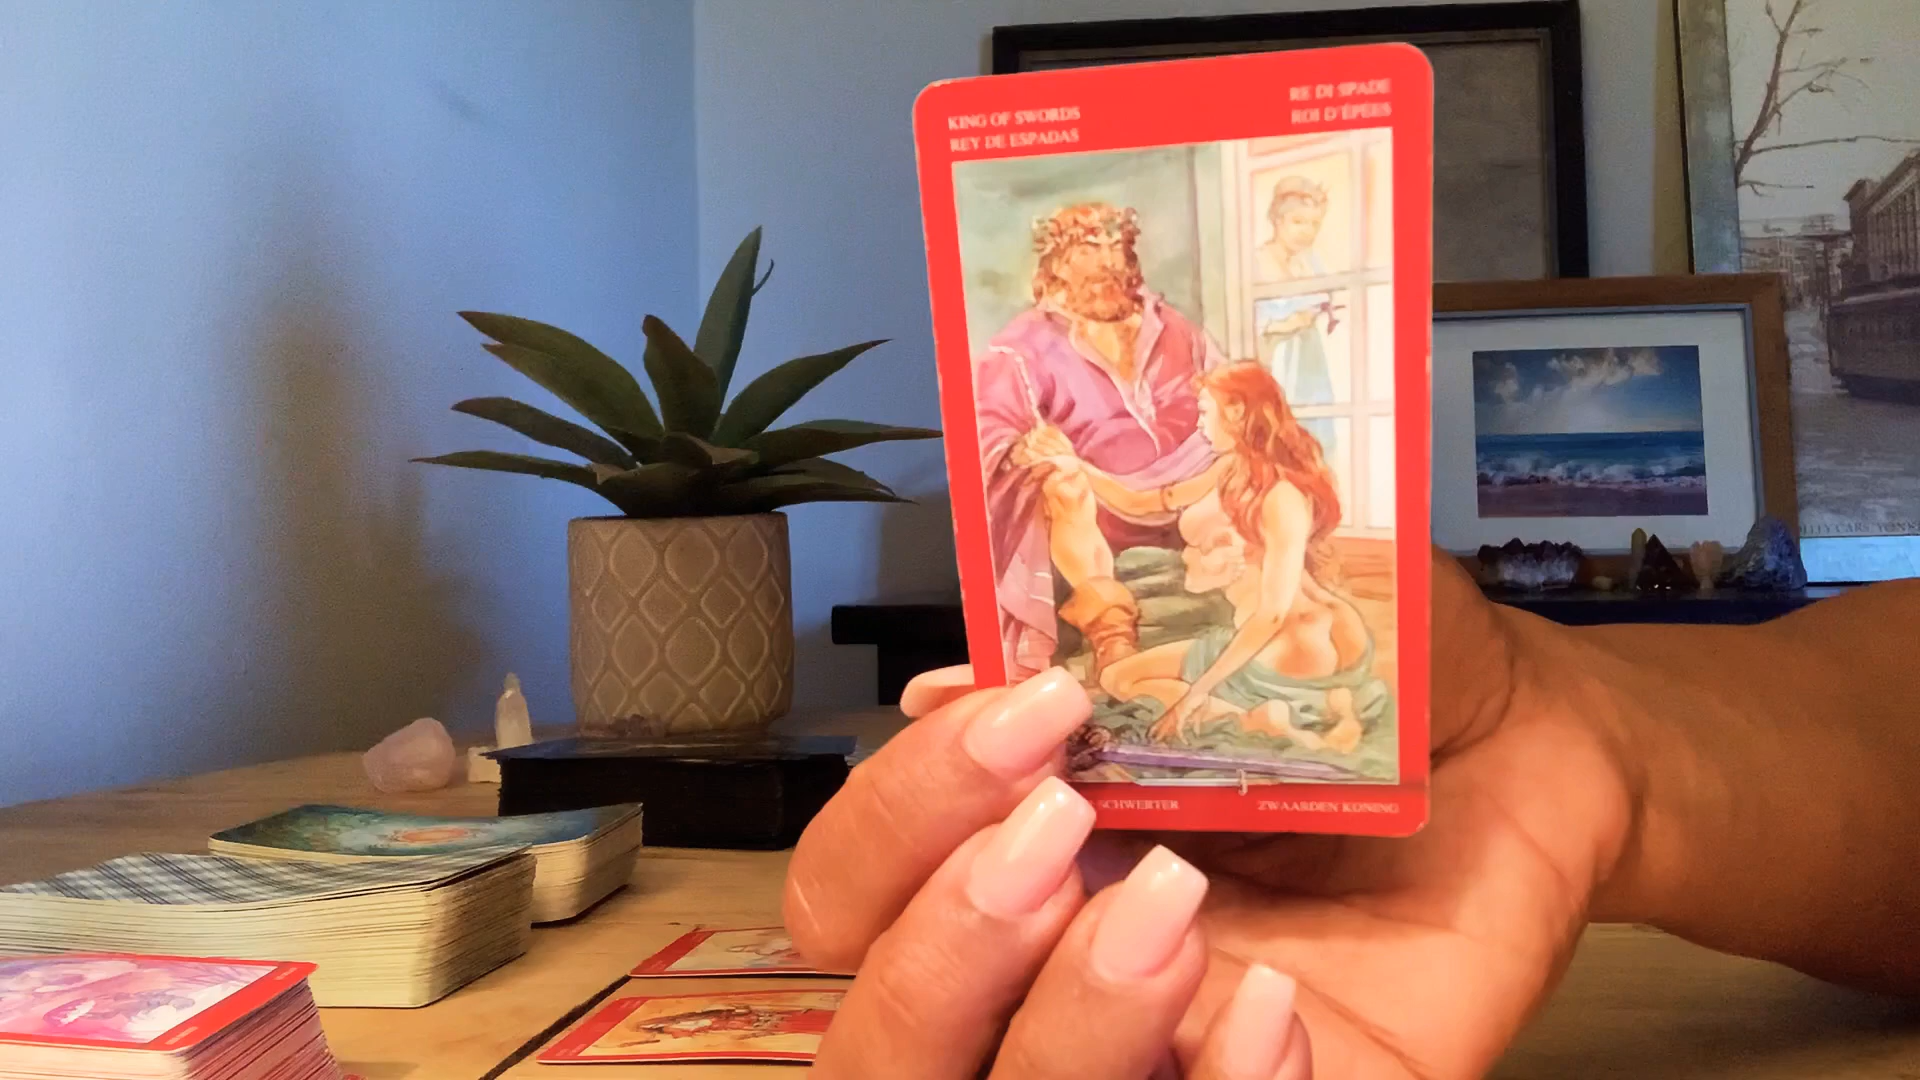 KING OF SWORDS
REY DE ESPADAS
RE DI SPADE
ROI D'ÉPÉES
SCHWERTER
ZWAARDEN KONING